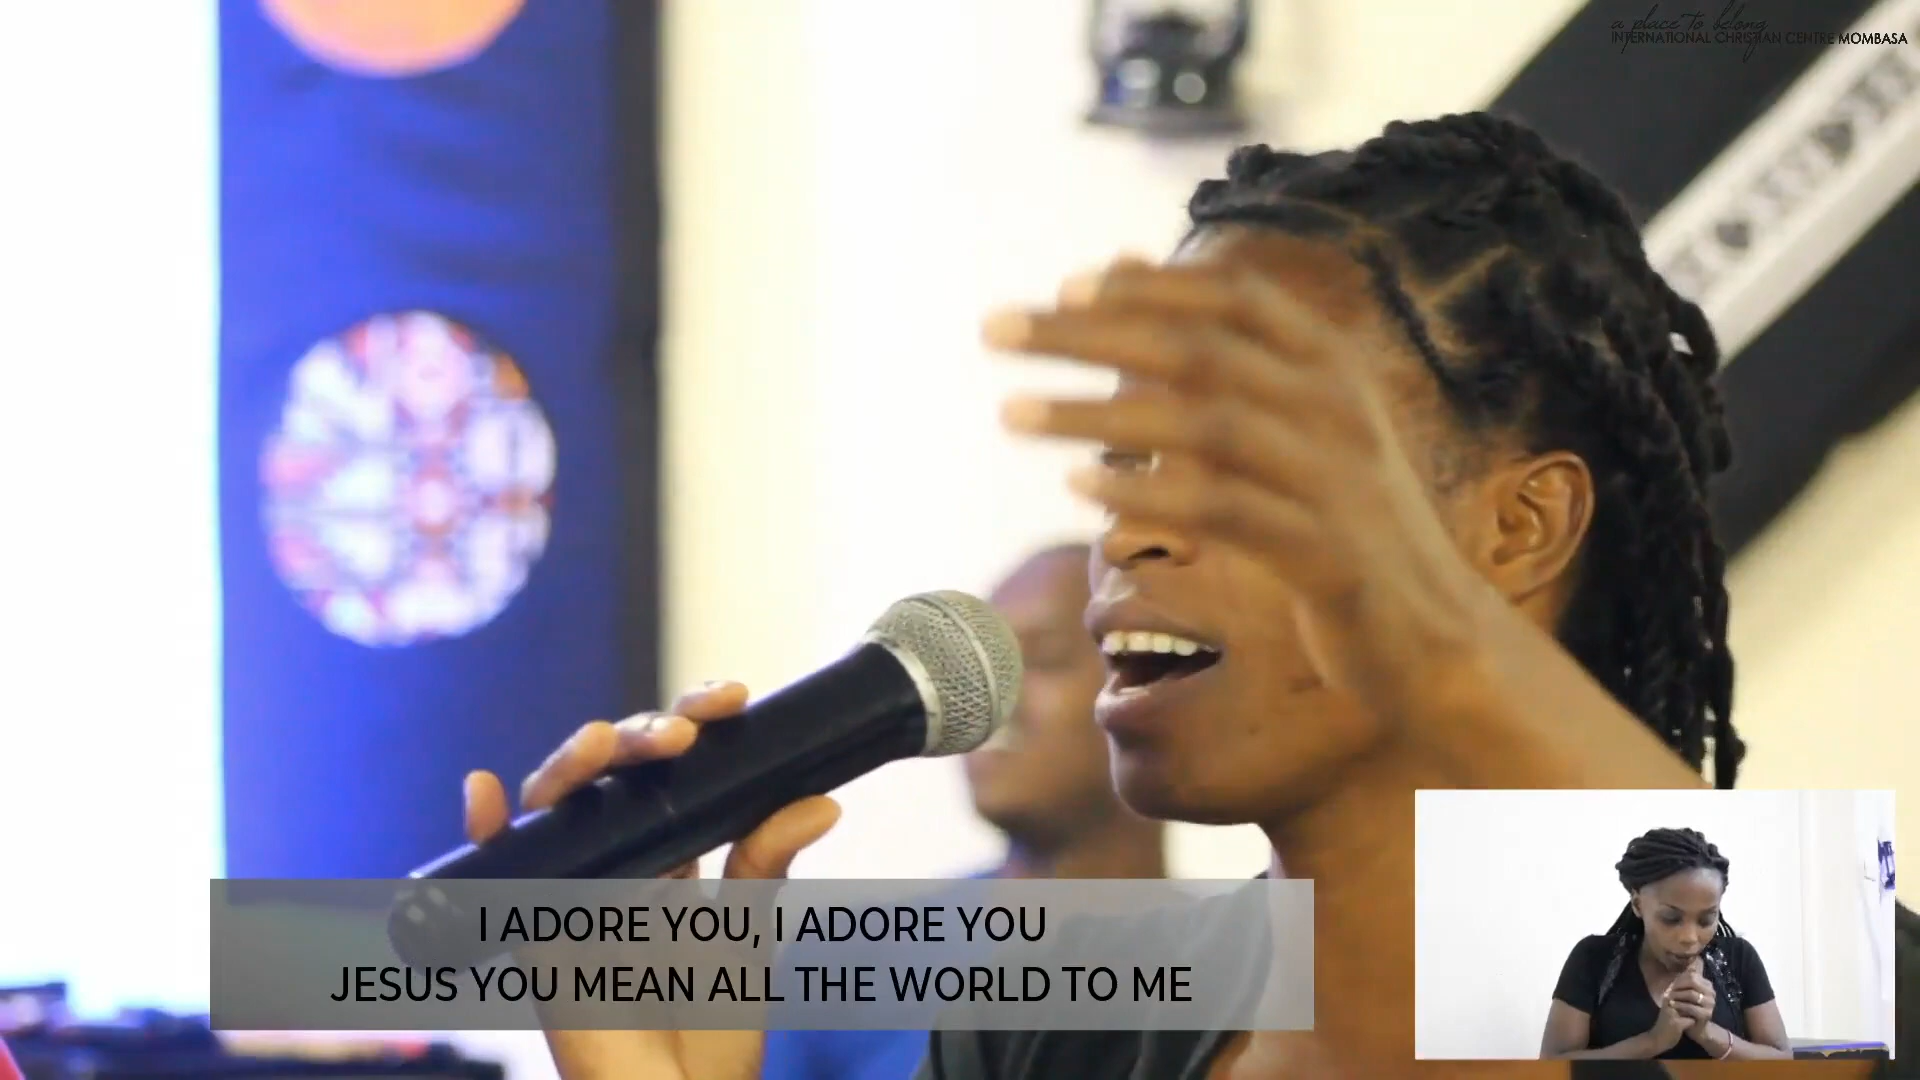 a place to belong
INTERNATIONAL CHRISTIAN CENTRE MOMBASA
I ADORE YOU, I ADORE YOU
JESUS YOU MEAN ALL THE WORLD TO ME